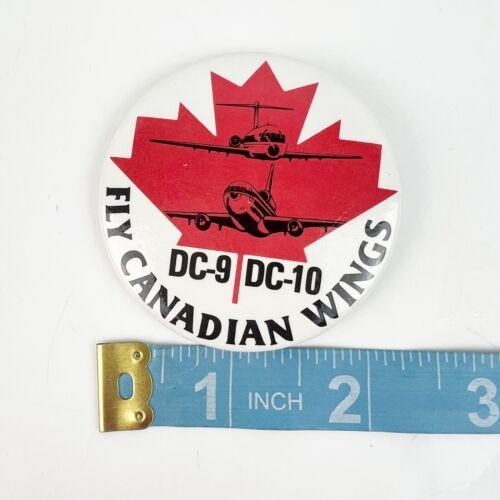 DC-9 DC-10
FLY CANADIAN WINGS
1 INCH 2 3